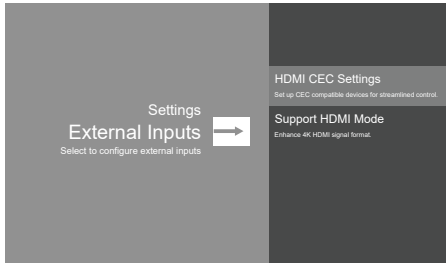 Settings
External Inputs
Select to configure external inputs
HDMI CEC Settings
Set up CEC compatible devices for streamlined control.
Support HDMI Mode
Enhance 4K HDMI signal format.